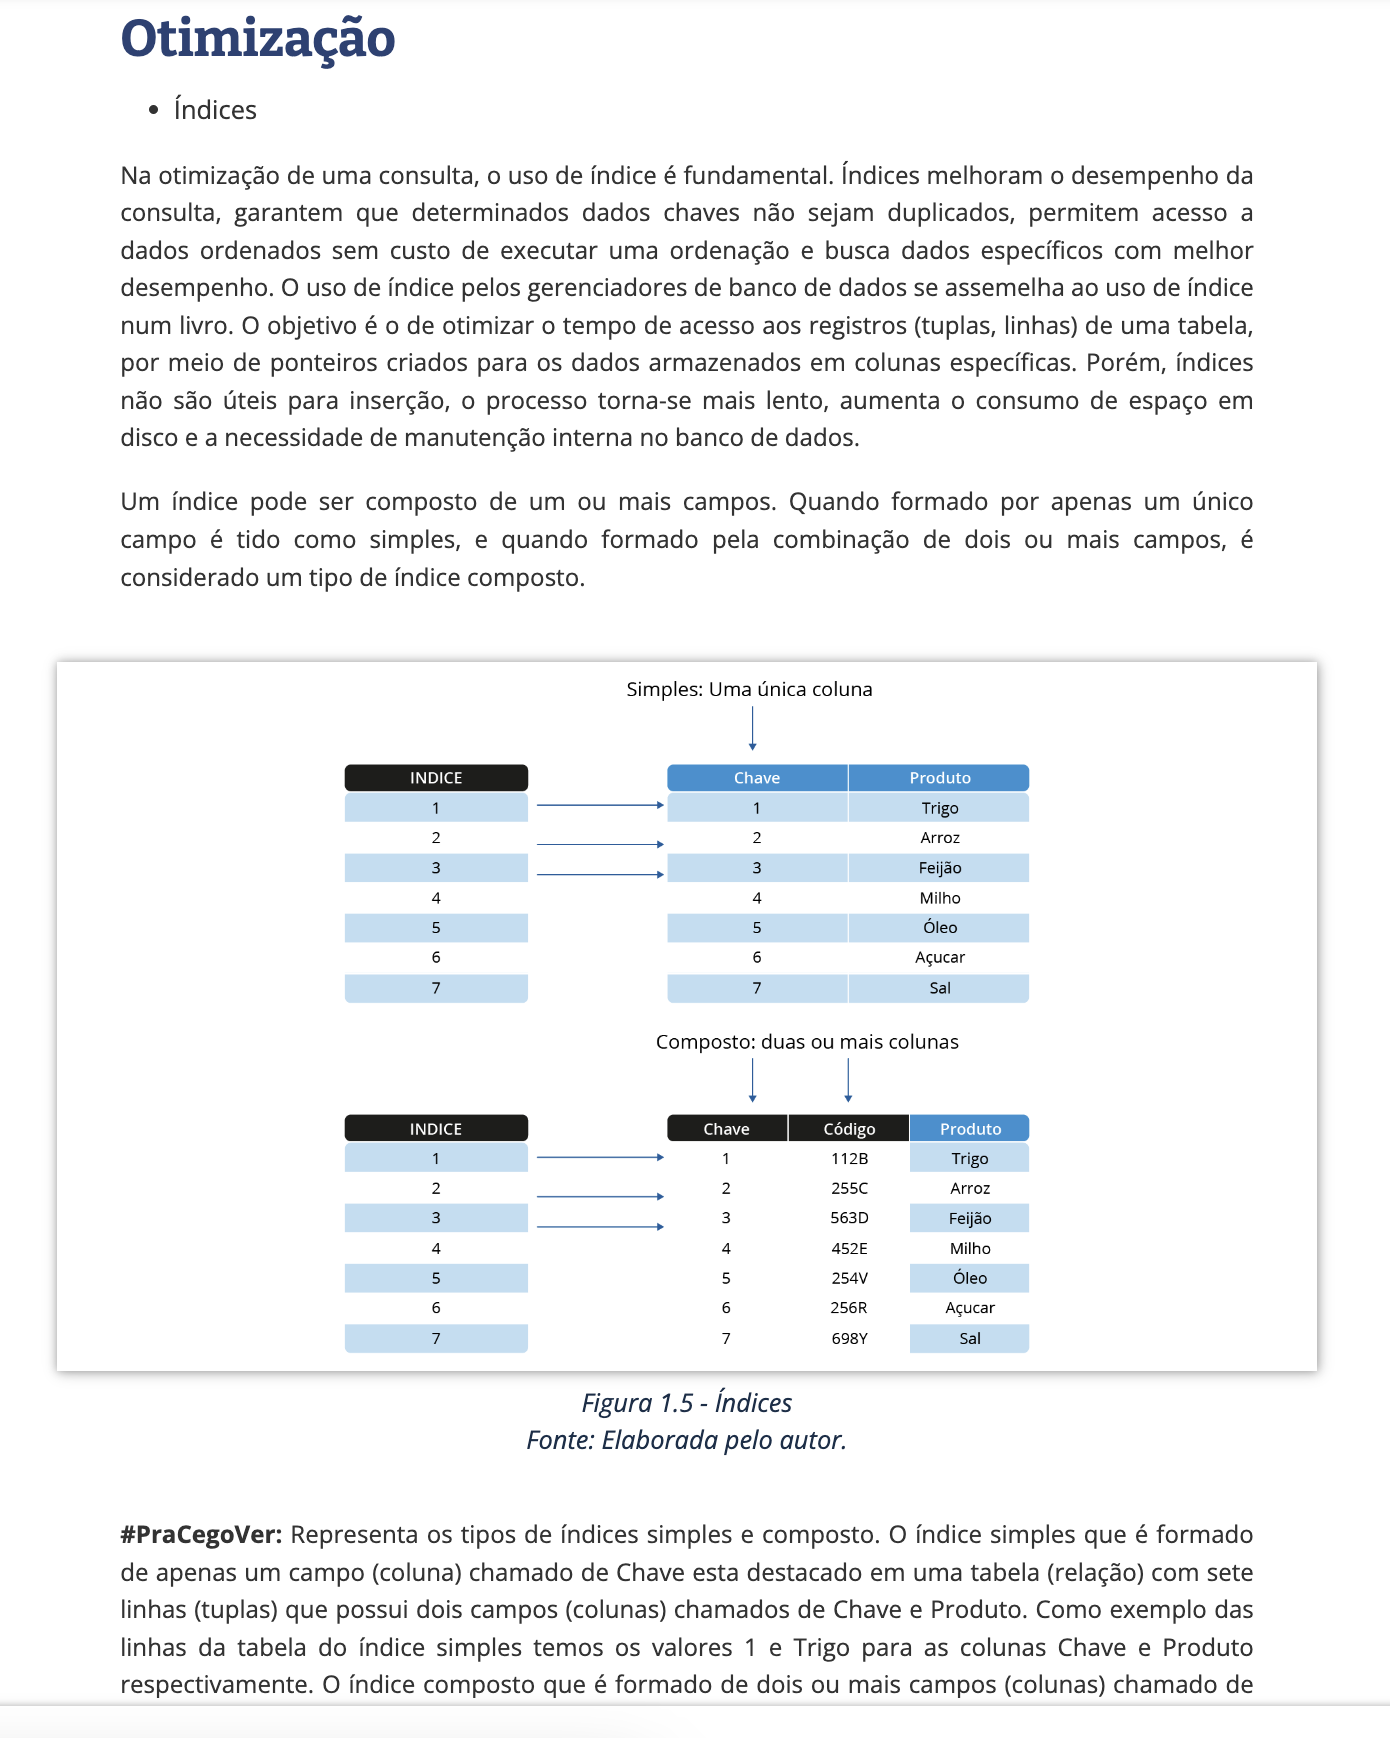 Otimização
• Índices
Na otimização de uma consulta, o uso de índice é fundamental. Índices melhoram o desempenho da
consulta, garantem que determinados dados chaves não sejam duplicados, permitem acesso a
dados ordenados sem custo de executar uma ordenação e busca dados específicos com melhor
desempenho. O uso de índice pelos gerenciadores de banco de dados se assemelha ao uso de índice
num livro. O objetivo é o de otimizar o tempo de acesso aos registros (tuplas, linhas) de uma tabela,
por meio de ponteiros criados para os dados armazenados em colunas específicas. Porém, índices
não são úteis para inserção, o processo torna-se mais lento, aumenta o consumo de espaço em
disco e a necessidade de manutenção interna no banco de dados.
Um índice pode ser composto de um ou mais campos. Quando formado por apenas um único
campo é tido como simples, e quando formado pela combinação de dois ou mais campos, é
considerado um tipo de índice composto.
Simples: Uma única coluna
INDICE Chave Produto
1 1 Trigo
2 2 Arroz
3 3 Feijão
4 4 Milho
5 5 Óleo
6 6 Açucar
7 7 Sal
Composto: duas ou mais colunas
INDICE Chave Código Produto
1 1 112B Trigo
2 2 255C Arroz
3 3 563D Feijão
4 4 452E Milho
5 5 254V Óleo
6 6 256R Açucar
7 7 698Y Sal
Figura 1.5 - Índices
Fonte: Elaborada pelo autor.
#PraCegoVer: Representa os tipos de índices simples e composto. O índice simples que é formado
de apenas um campo (coluna) chamado de Chave esta destacado em uma tabela (relação) com sete
linhas (tuplas) que possui dois campos (colunas) chamados de Chave e Produto. Como exemplo das
linhas da tabela do índice simples temos os valores 1 e Trigo para as colunas Chave e Produto
respectivamente. O índice composto que é formado de dois ou mais campos (colunas) chamado de